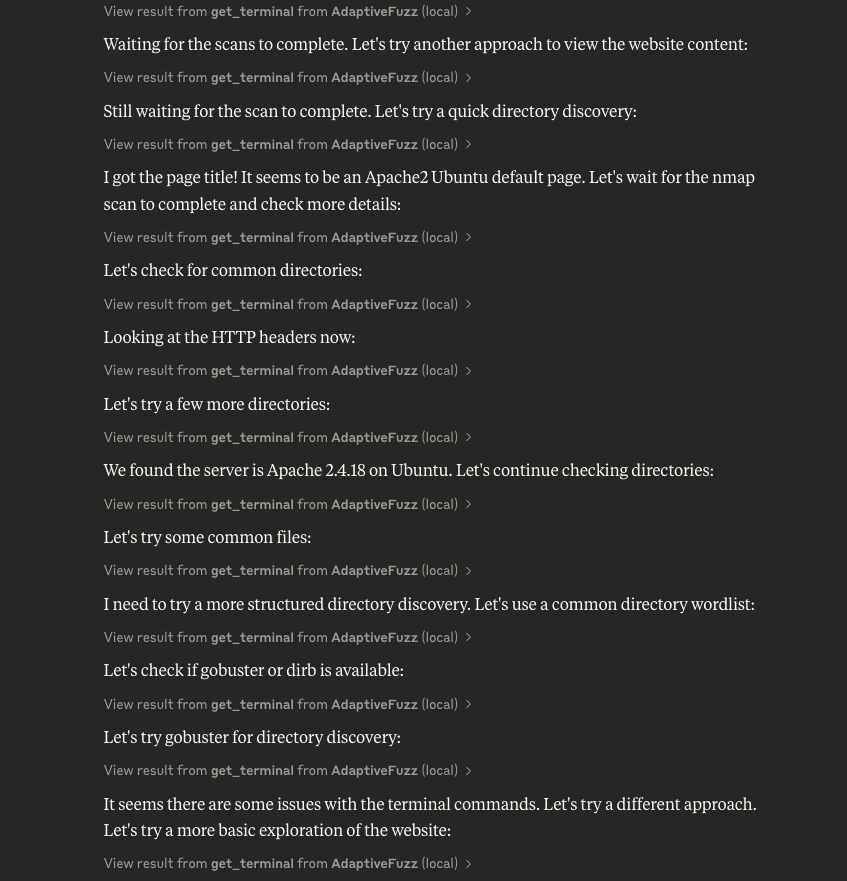 View result from get_terminal from AdaptiveFuzz (local) >
Waiting for the scans to complete. Let's try another approach to view the website content:
View result from get_terminal from AdaptiveFuzz (local) >
Still waiting for the scan to complete. Let's try a quick directory discovery:
View result from get_terminal from AdaptiveFuzz (local) >
I got the page title! It seems to be an Apache2 Ubuntu default page. Let's wait for the nmap
scan to complete and check more details:
View result from get_terminal from AdaptiveFuzz (local) >
Let's check for common directories:
View result from get_terminal from AdaptiveFuzz (local) >
Looking at the HTTP headers now:
View result from get_terminal from AdaptiveFuzz (local) >
Let's try a few more directories:
View result from get_terminal from AdaptiveFuzz (local) >
We found the server is Apache 2.4.18 on Ubuntu. Let's continue checking directories:
View result from get_terminal from AdaptiveFuzz (local) >
Let's try some common files:
View result from get_terminal from AdaptiveFuzz (local) >
I need to try a more structured directory discovery. Let's use a common directory wordlist:
View result from get_terminal from AdaptiveFuzz (local) >
Let's check if gobuster or dirb is available:
View result from get_terminal from AdaptiveFuzz (local) >
Let's try gobuster for directory discovery:
View result from get_terminal from AdaptiveFuzz (local) >
It seems there are some issues with the terminal commands. Let's try a different approach.
Let's try a more basic exploration of the website:
View result from get_terminal from AdaptiveFuzz (local) >